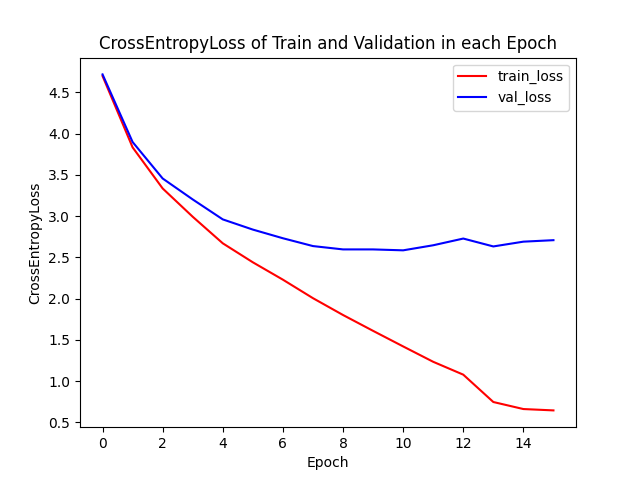 CrossEntropyLoss of Train and Validation in each Epoch
train_loss
val_loss
4.5
4.0
3.5
3.0
2.5
2.0
1.5
1.0
0.5
CrossEntropyLoss
0 2 4 6 8 10 12 14
Epoch